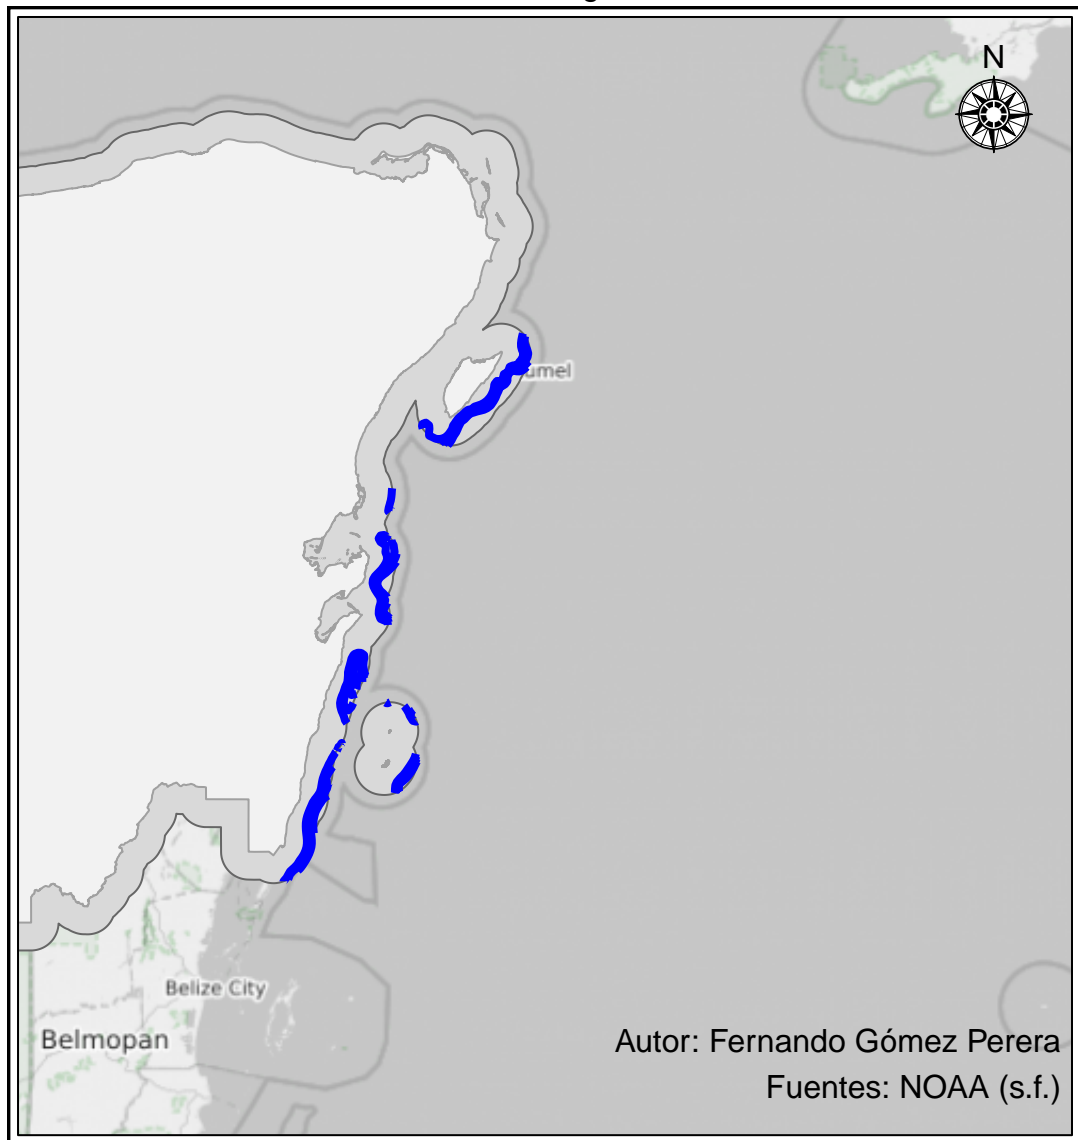 N
umel
Belize City
Belmopan
Autor: Fernando Gómez Perera
Fuentes: NOAA (s.f.)